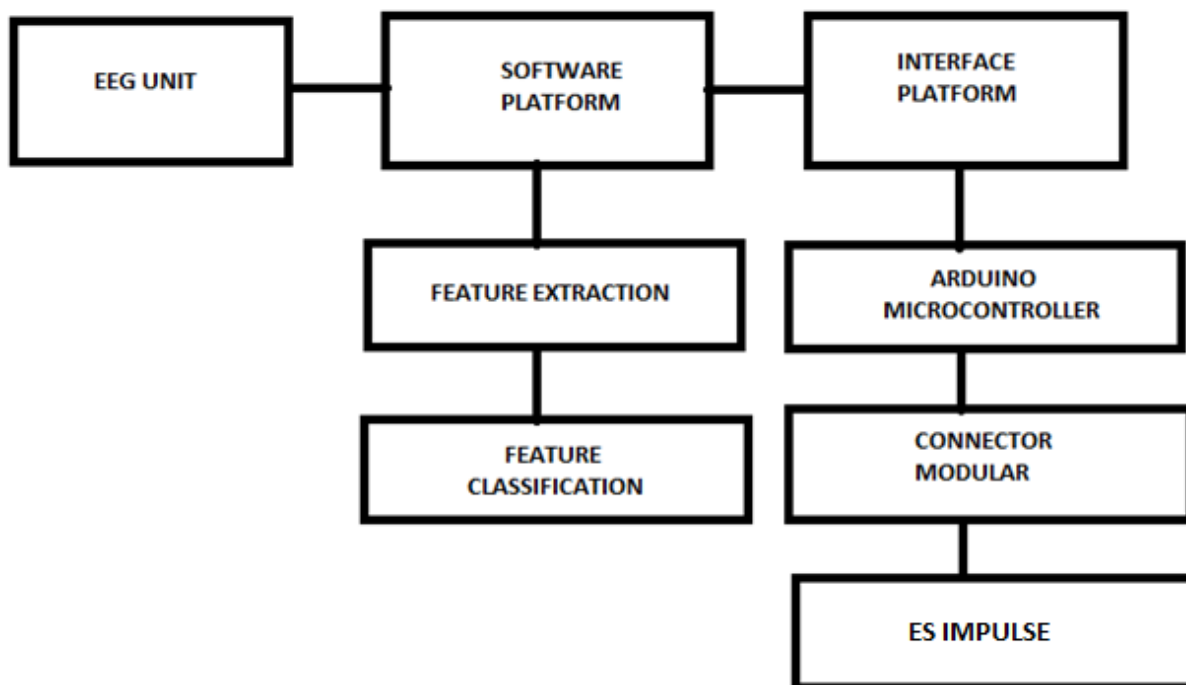 EEG UNIT
SOFTWARE
PLATFORM
INTERFACE
PLATFORM
FEATURE EXTRACTION
ARDUINO
MICROCONTROLLER
FEATURE
CLASSIFICATION
CONNECTOR
MODULAR
ES IMPULSE